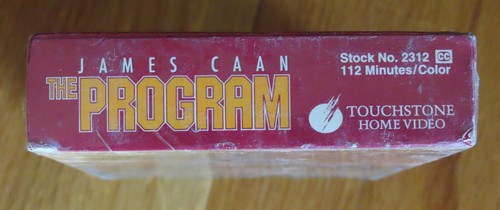 JAMES CAAN
THE PROGRAM
Stock No. 2312 CC
112 Minutes/Color
TOUCHSTONE
HOME VIDEO